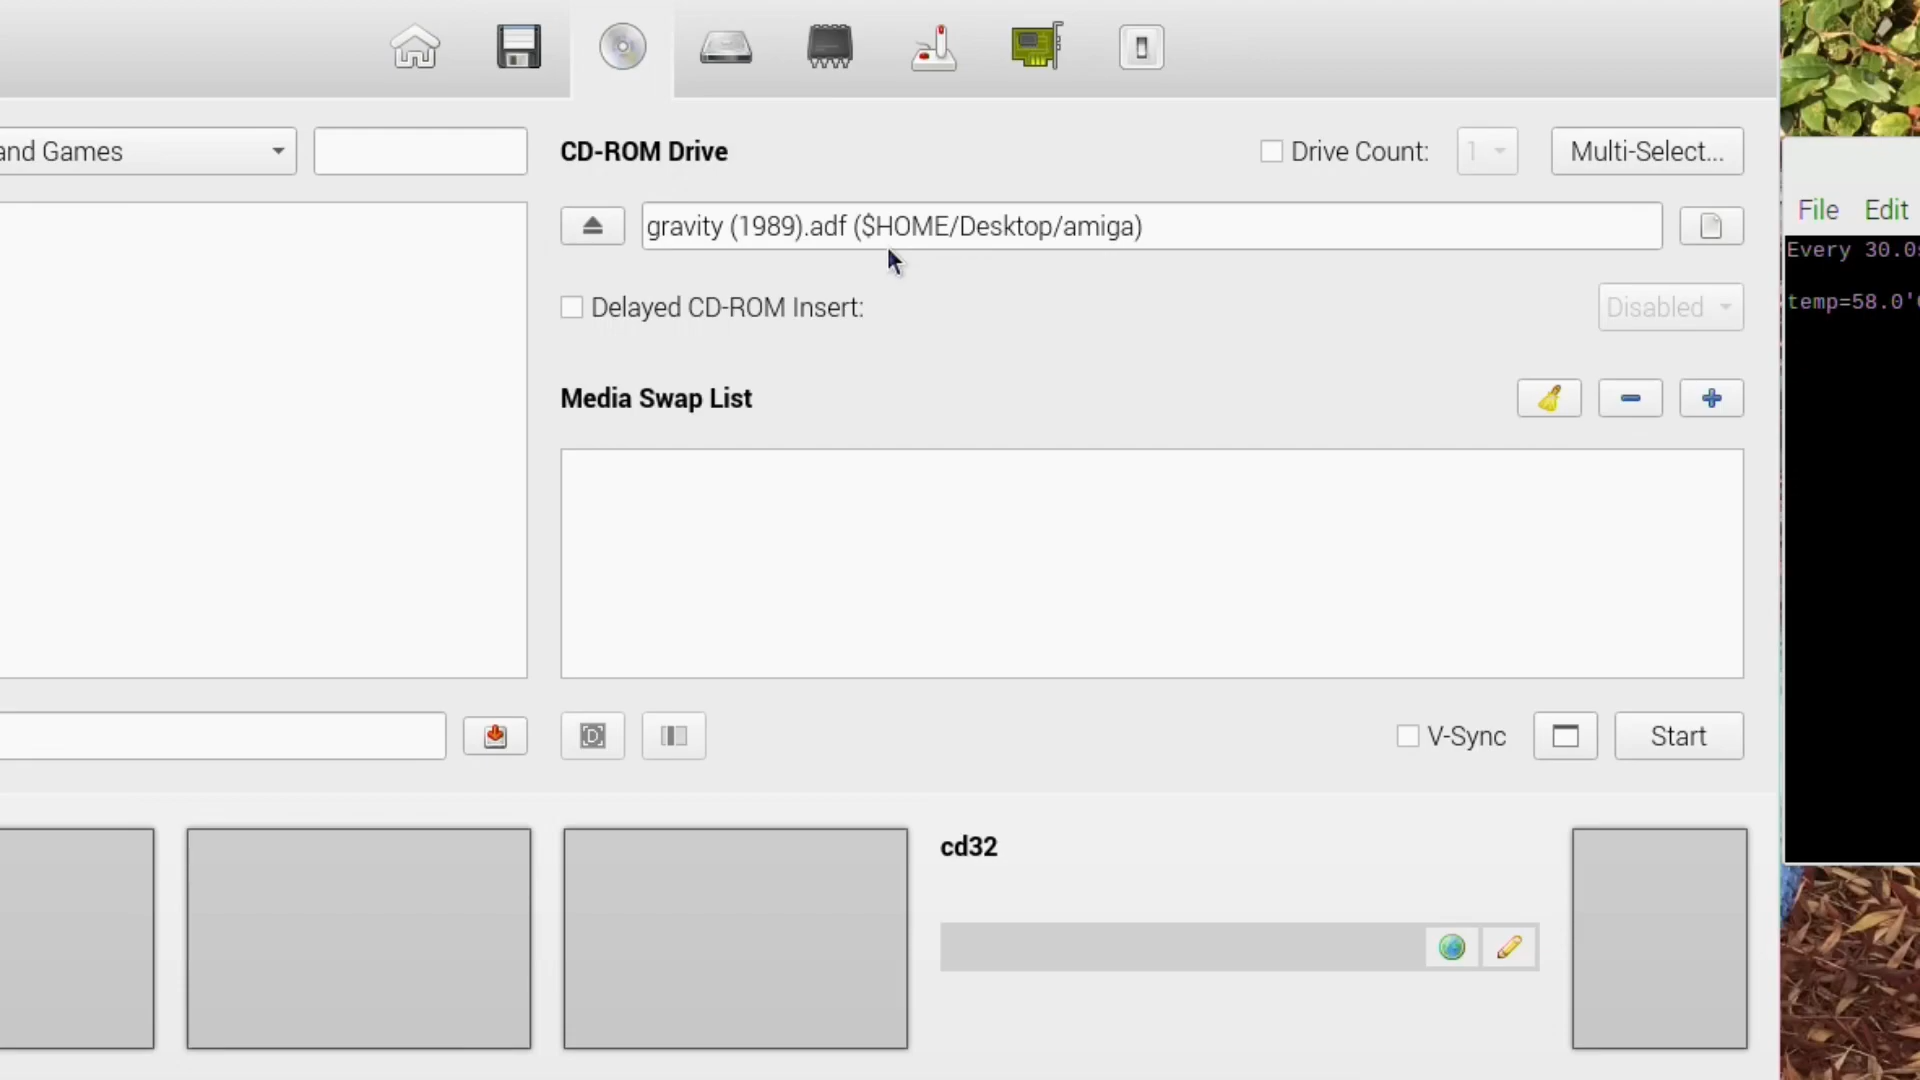 and Games
CD-ROM Drive
Drive Count:
1
Multi-Select...
gravity (1989).adf ($HOME/Desktop/amiga)
Delayed CD-ROM Insert:
Disabled
Media Swap List
V-Sync
Start
cd32
File Edit
Every 30.0s
temp=58.0'